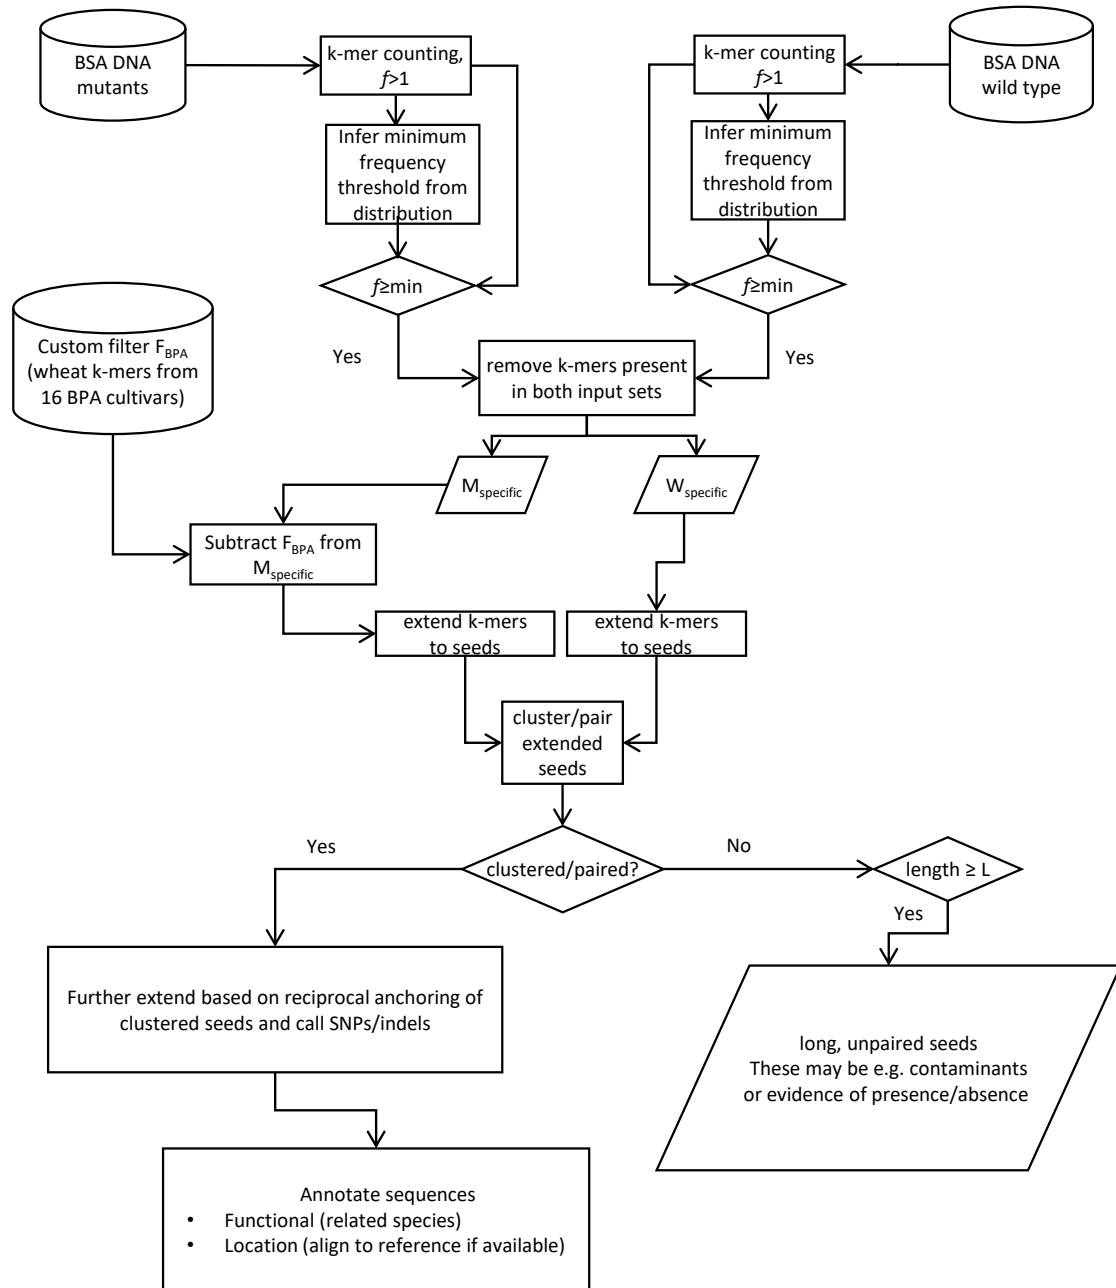 BSA DNA
mutants
k-mer counting,
f>1
k-mer counting
f>1
BSA DNA
wild type
Infer minimum
frequency
threshold from
distribution
Infer minimum
frequency
threshold from
distribution
f≥min
f≥min
Custom filter FBPA
(wheat k-mers from
16 BPA cultivars)
Yes
remove k-mers present
in both input sets
Yes
Mspecific
Wspecific
Subtract FBPA from
Mspecific
extend k-mers
to seeds
extend k-mers
to seeds
cluster/pair
extended
seeds
Yes
clustered/paired?
No
length ≥ L
Yes
Further extend based on reciprocal anchoring of
clustered seeds and call SNPs/indels
long, unpaired seeds
These may be e.g. contaminants
or evidence of presence/absence
Annotate sequences
• Functional (related species)
• Location (align to reference if available)